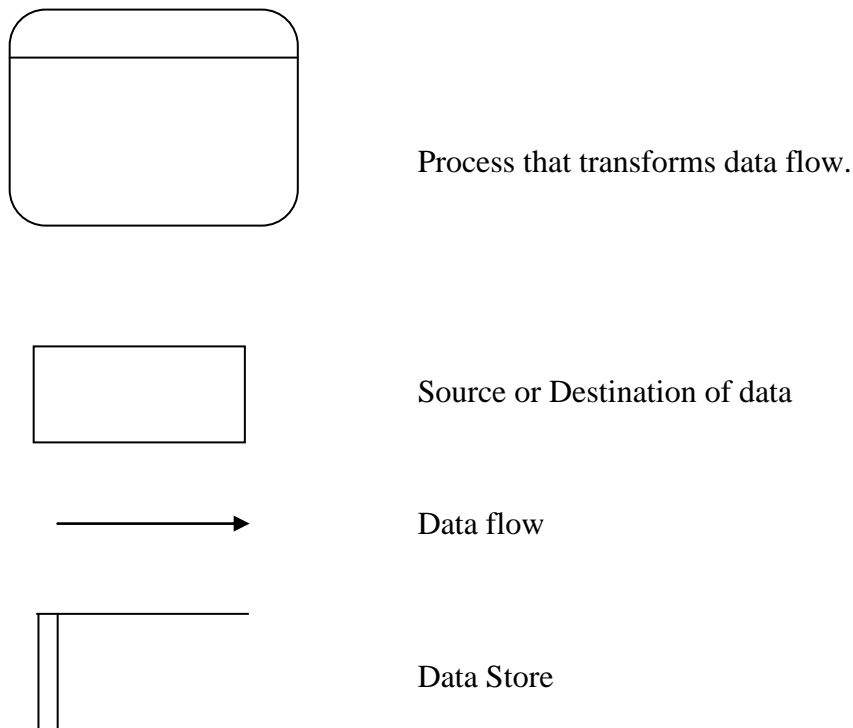 Process that transforms data flow.
Source or Destination of data
Data flow
Data Store